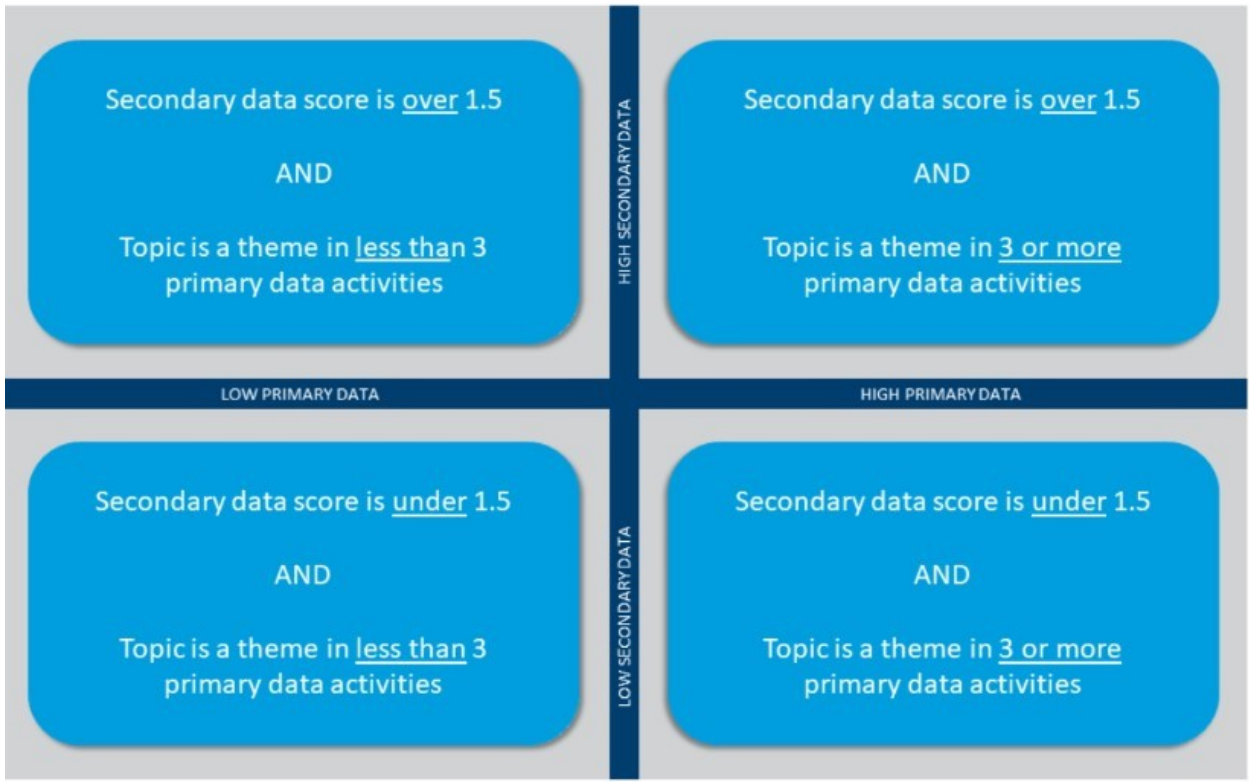 Secondary data score is over 1.5
AND
Topic is a theme in less than 3
primary data activities
HIGH SECONDARY DATA
Secondary data score is over 1.5
AND
Topic is a theme in 3 or more
primary data activities
LOW PRIMARY DATA
HIGH PRIMARY DATA
Secondary data score is under 1.5
AND
Topic is a theme in less than 3
primary data activities
LOW SECONDARY DATA
Secondary data score is under 1.5
AND
Topic is a theme in 3 or more
primary data activities